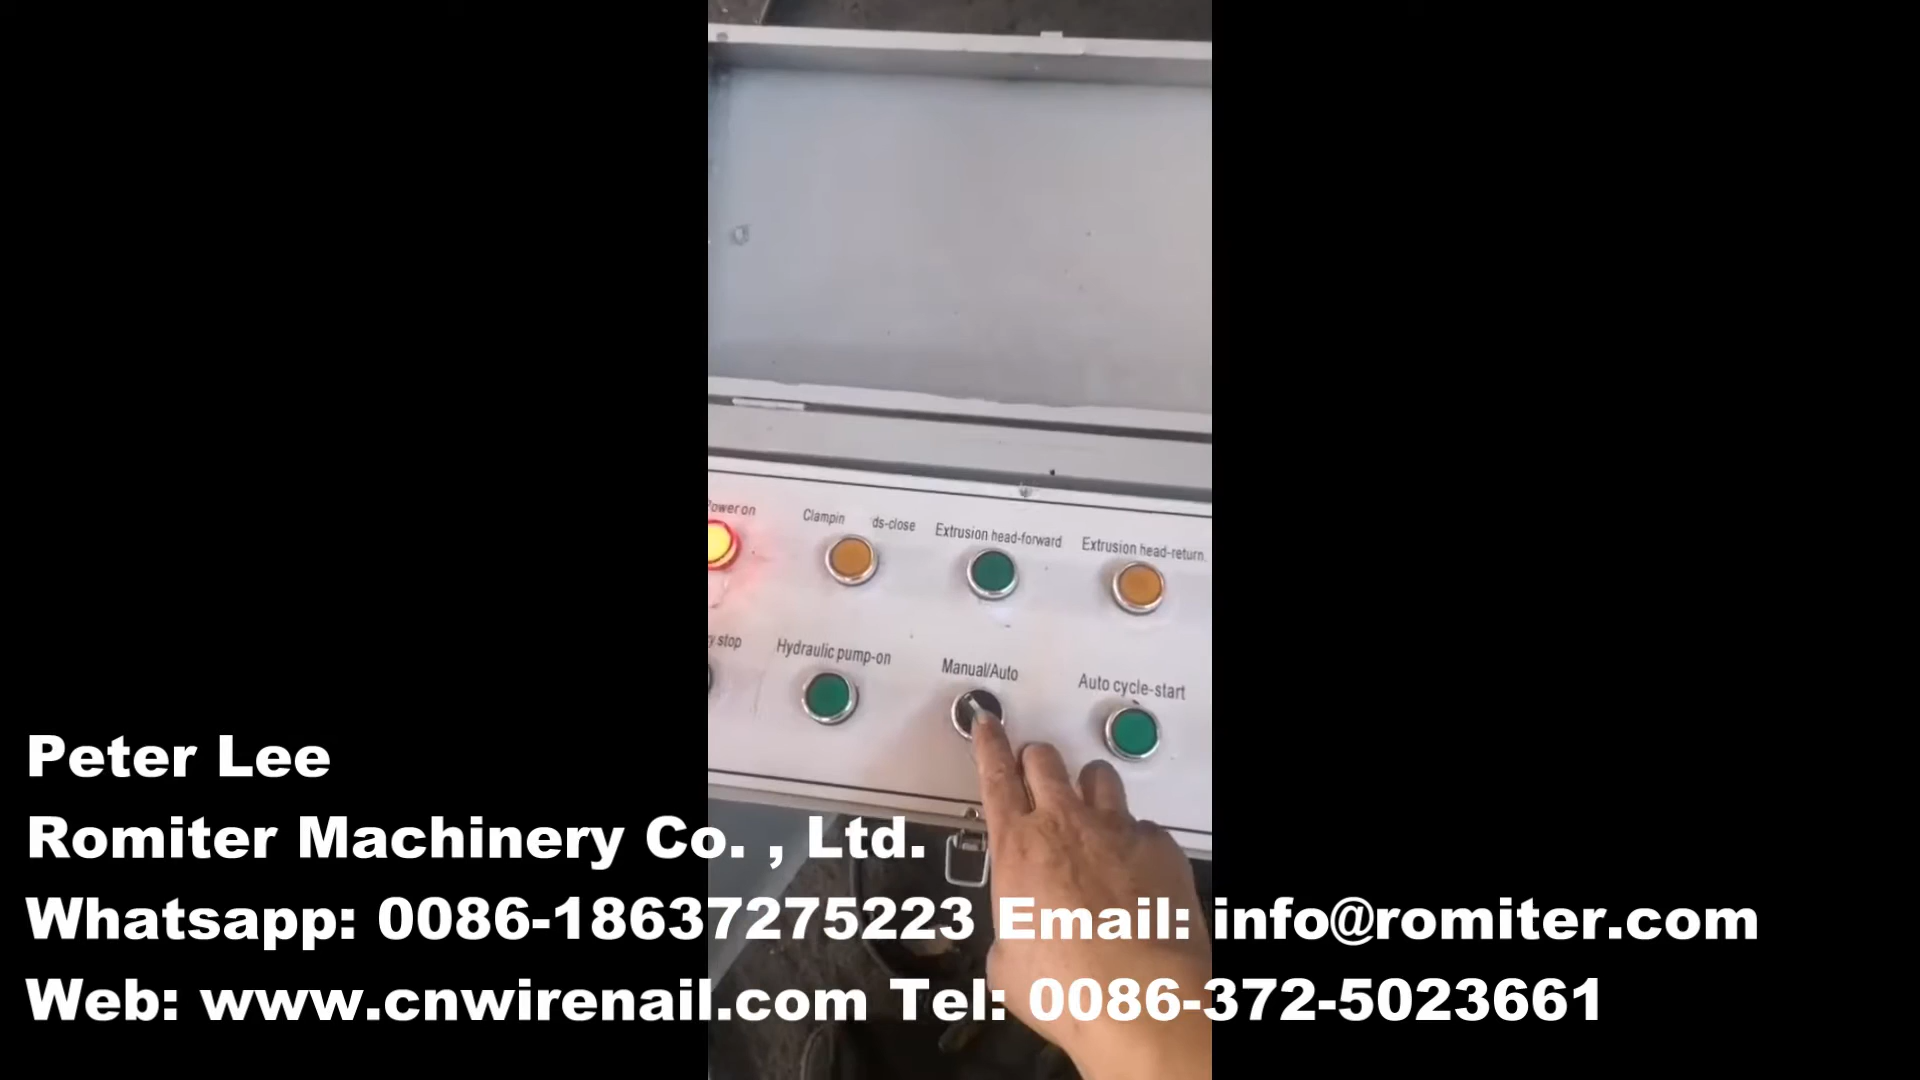 Power on
Clampin ds-close
Extrusion head-forward
Extrusion head-return
stop
Hydraulic pump-on
Manual/Auto
Auto cycle-start
Peter Lee
Romiter Machinery Co. , Ltd.
Whatsapp: 0086-18637275223 Email: info@romiter.com
Web: www.cnwirenail.com Tel: 0086-372-5023661